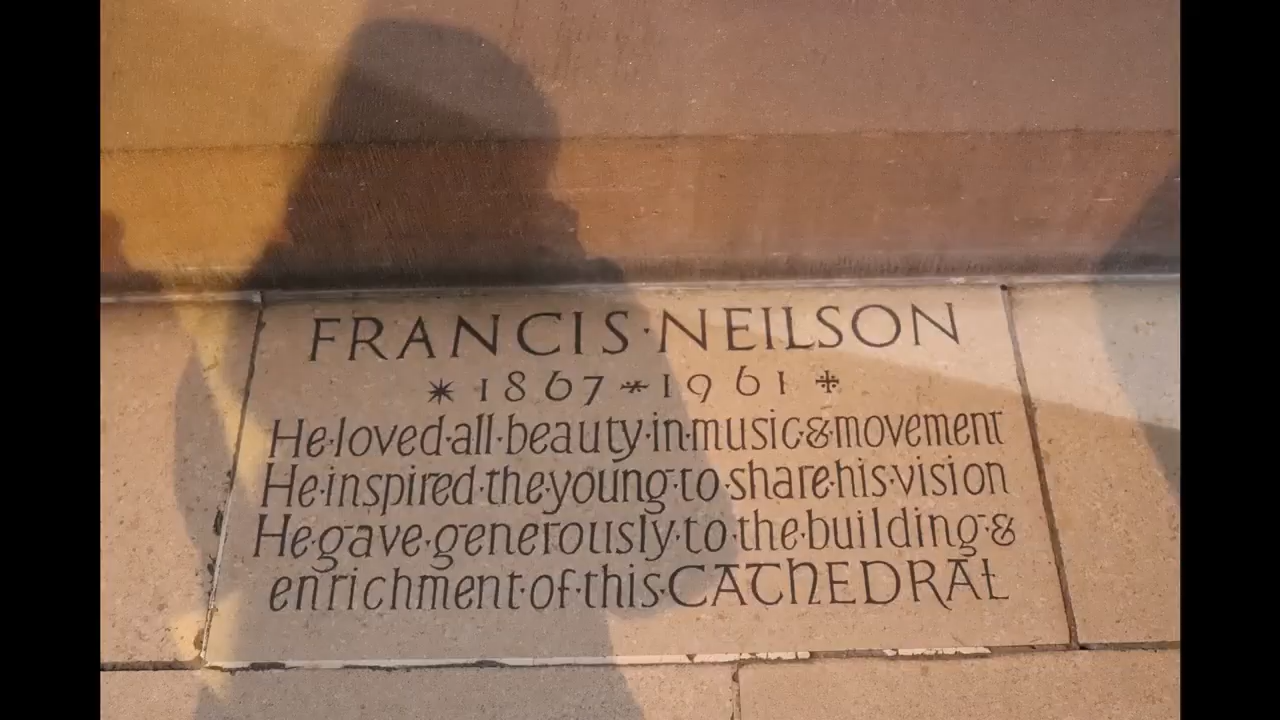 FRANCIS·NEILSON
1867 * 1961
He·loved·all·beauty·in·music·&·movement
He·inspired·the·young·to·share·his·vision
He·gave·generously·to·the·building·&
enrichment·of·this·CATHEDRAL